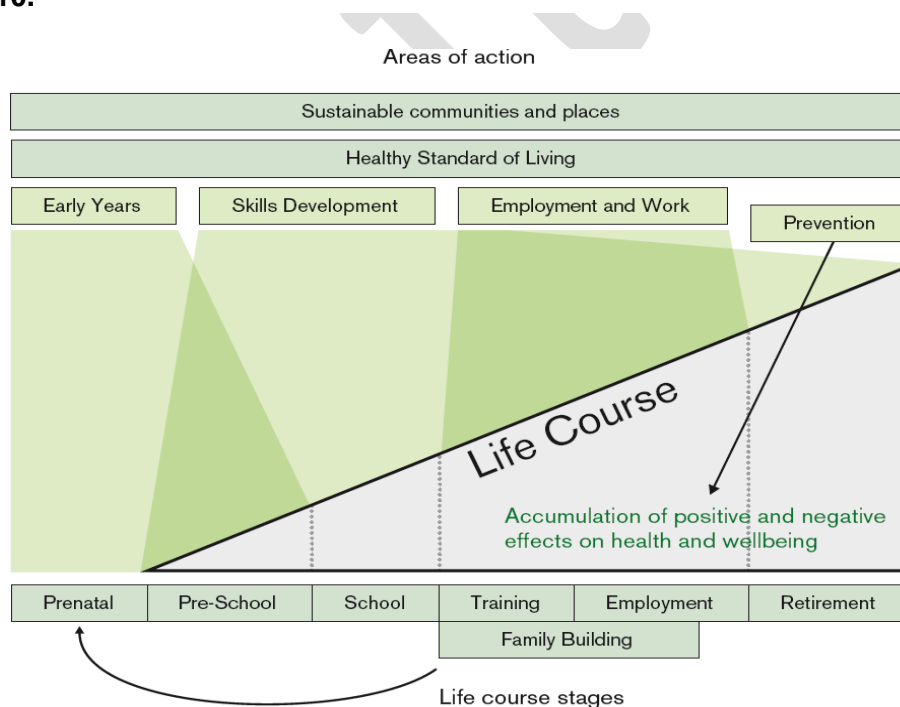 Areas of action
Sustainable communities and places
Healthy Standard of Living
Early Years
Skills Development
Employment and Work
Prevention
Life Course
Accumulation of positive and negative
effects on health and wellbeing
Prenatal
Pre-School
School
Training
Employment
Retirement
Family Building
Life course stages